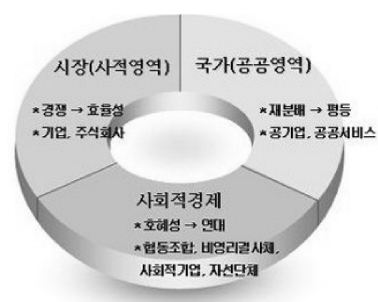 시장(사적영역)
*경쟁 → 효율성
*기업, 주식회사
국가(공공영역)
*재분배 → 평등
*공기업, 공공서비스
사회적경제
*호혜성 → 연대
*협동조합, 비영리결사체,
사회적기업, 자선단체